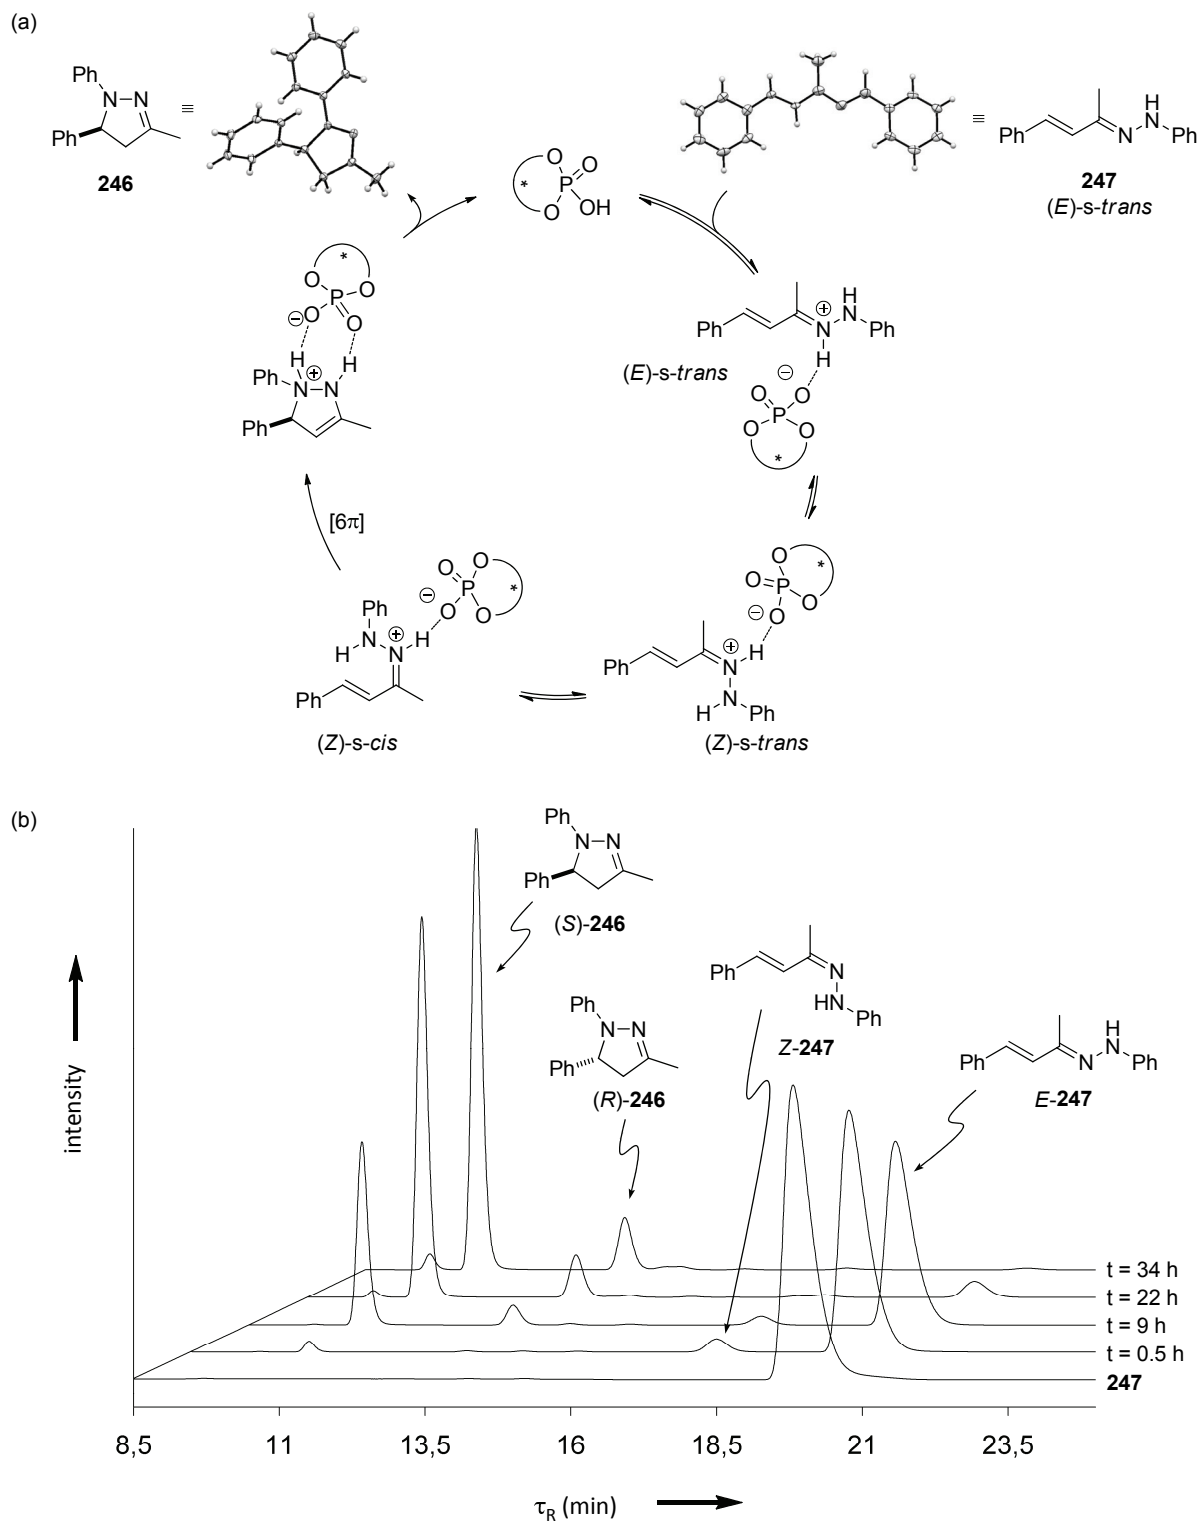 (a)
Ph
N
N
Ph
≡
246
O
O
P
*
O
OH
≡
H
N
Ph
N
Ph
247
(E)-s-trans
*
O
O
P
⊖
O
O
H
H
Ph
⊕
N
NH
Ph
H
⊕
N
Ph
N
Ph
H
(E)-s-trans
⊖
O
O
P
O
O
*
[6π]
O
O
*
P
⊖
O
O
Ph
⊕
H
H
N
N
Ph
(Z)-s-cis
O
*
O
P
O
⊖
O
⊕
H
Ph
N
N
H
Ph
(Z)-s-trans
(b)
Ph
N
N
Ph
(S)-246
Ph
N
N
Ph
(R)-246
Ph
N
HN
Ph
Z-247
H
N
Ph
N
Ph
E-247
intensity
t = 34 h
t = 22 h
t = 9 h
t = 0.5 h
247
8,5 11 13,5 16 18,5 21 23,5
τR (min)